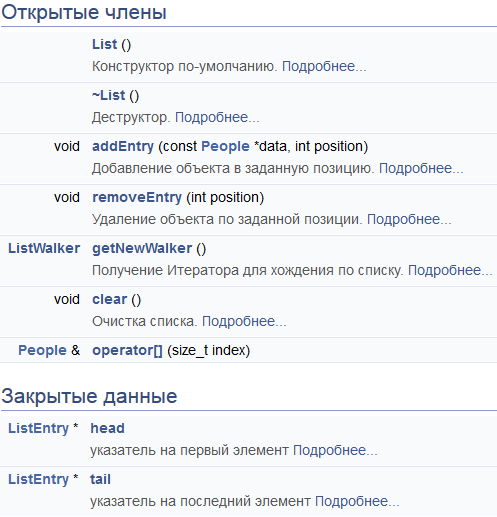 Открытые члены
List ()
Конструктор по-умолчанию. Подробнее...
~List ()
Деструктор. Подробнее...
void addEntry (const People *data, int position)
Добавление объекта в заданную позицию. Подробнее...
void removeEntry (int position)
Удаление объекта по заданной позиции. Подробнее...
ListWalker getNewWalker ()
Получение Итератора для хождения по списку. Подробнее...
void clear ()
Очистка списка. Подробнее...
People & operator[] (size_t index)
Закрытые данные
ListEntry * head
указатель на первый элемент Подробнее...
ListEntry * tail
указатель на последний элемент Подробнее...